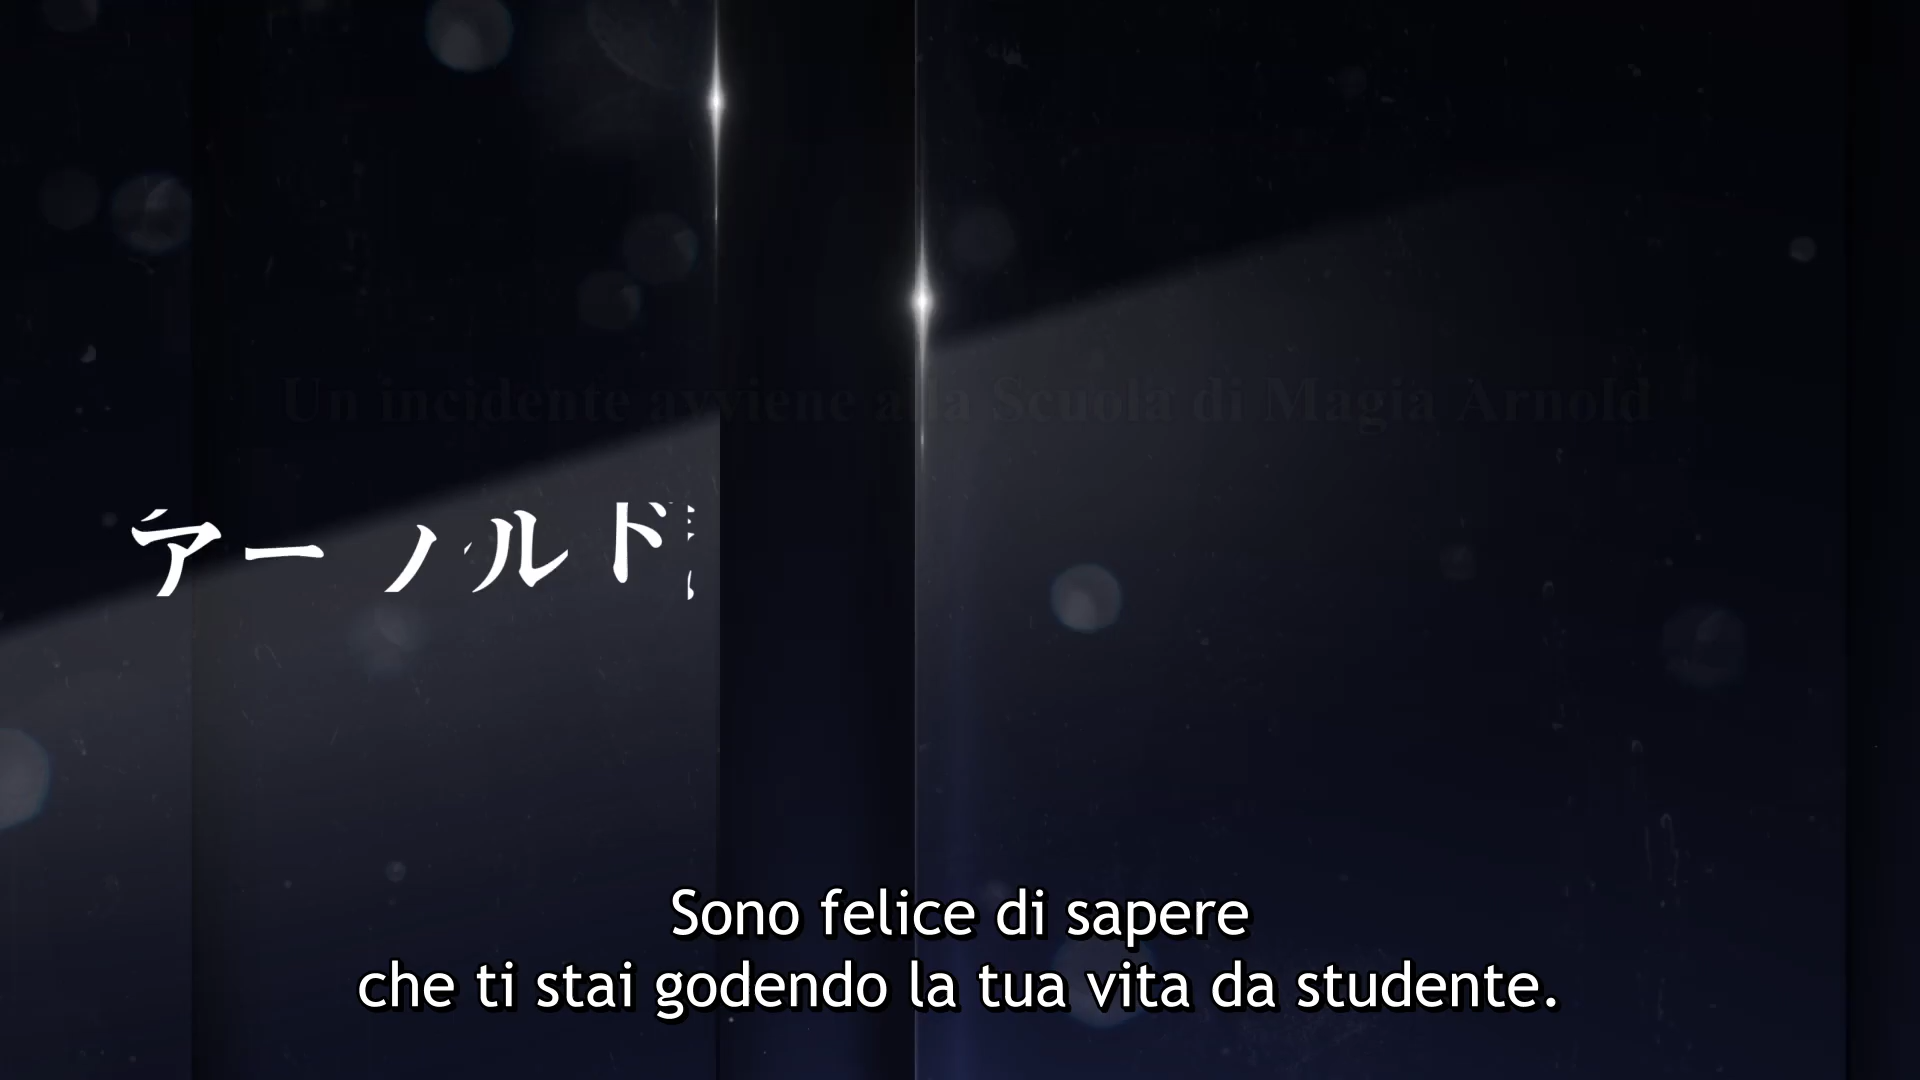 Un incidente avviene alla Scuola di Magia Arnold
アーノルド
Sono felice di sapere
che ti stai godendo la tua vita da studente.